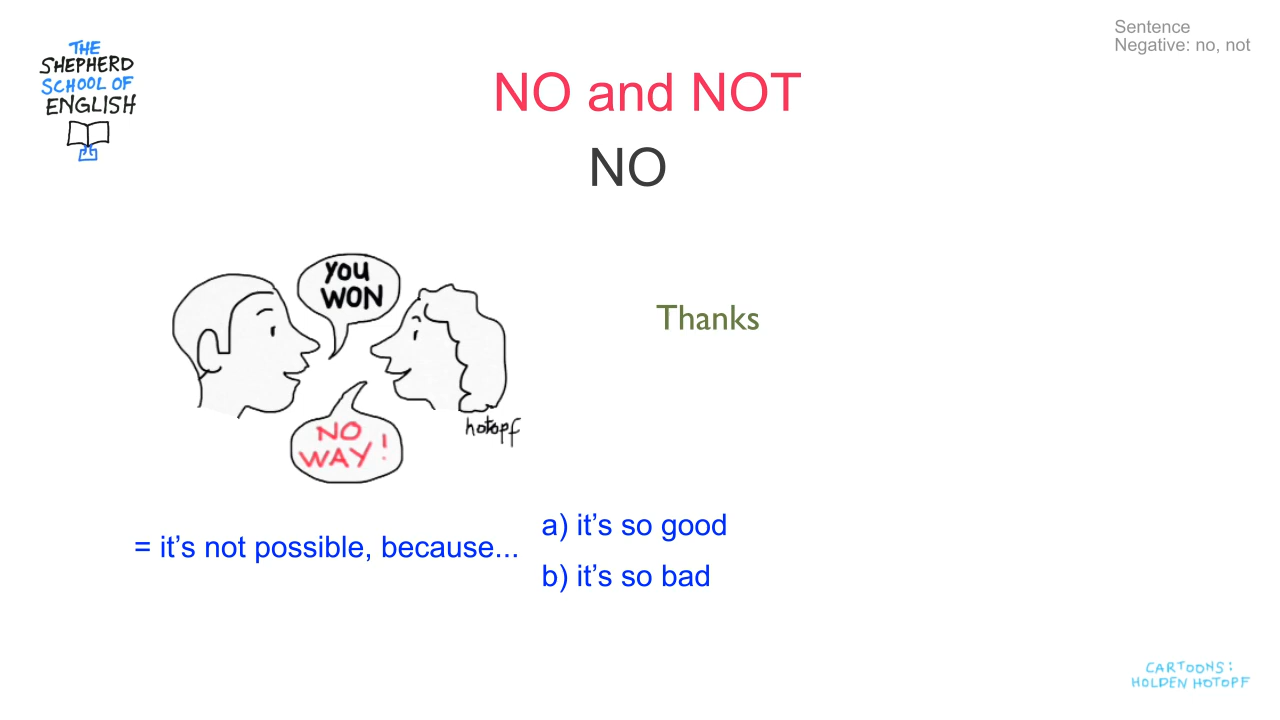 THE
SHEPHERD
SCHOOL OF
ENGLISH
Sentence
Negative: no, not
NO and NOT
NO
YOU
WON
Thanks
hotopf
NO
WAY!
= it’s not possible, because...
a) it’s so good
b) it’s so bad
CARTOONS:
HOLDEN HOTOPF